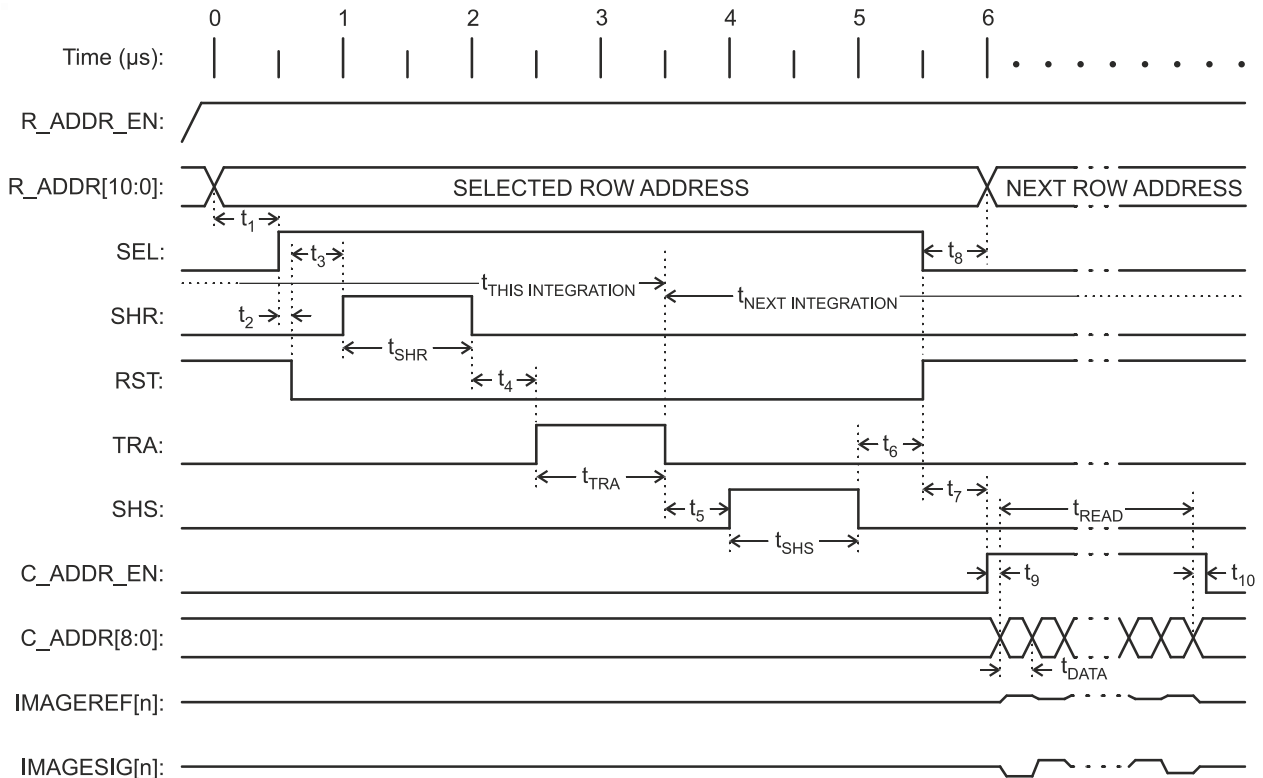 0 1 2 3 4 5 6
Time (µs):
R_ADDR_EN:
R_ADDR[10:0]: SELECTED ROW ADDRESS NEXT ROW ADDRESS
t1
SEL: t3 t8
tTHIS INTEGRATION tNEXT INTEGRATION
SHR: t2
tSHR
RST: t4
TRA: t6
tTRA t7
SHS: t5 tREAD
tSHS
C_ADDR_EN: t9 t10
C_ADDR[8:0]:
tDATA
IMAGEREF[n]:
IMAGESIG[n]: